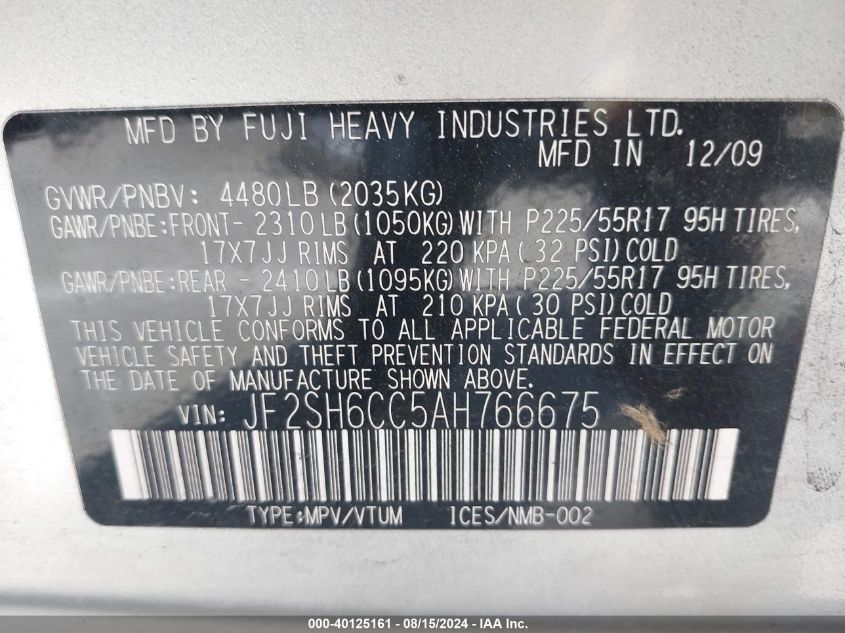 MFD BY FUJI HEAVY INDUSTRIES LTD.
MFD IN 12/09
GVWR/PNBV: 4480LB(2035KG)
GAWR/PNBE:FRONT- 2310LB(1050KG)WITH P225/55R17 95H TIRES,
17X7JJ RIMS AT 220 KPA(32 PSI)COLD
GAWR/PNBE:REAR - 2410LB(1095KG)WITH P225/55R17 95H TIRES,
17X7JJ RIMS AT 210 KPA(30 PSI)COLD
THIS VEHICLE CONFORMS TO ALL APPLICABLE FEDERAL MOTOR
VEHICLE SAFETY AND THEFT PREVENTION STANDARDS IN EFFECT ON
THE DATE OF MANUFACTURE SHOWN ABOVE.
VIN: JF2SH6CC5AH766675
TYPE:MPV/VTUM ICES/NMB-002
000-40125161 - 08/15/2024 - IAA Inc.